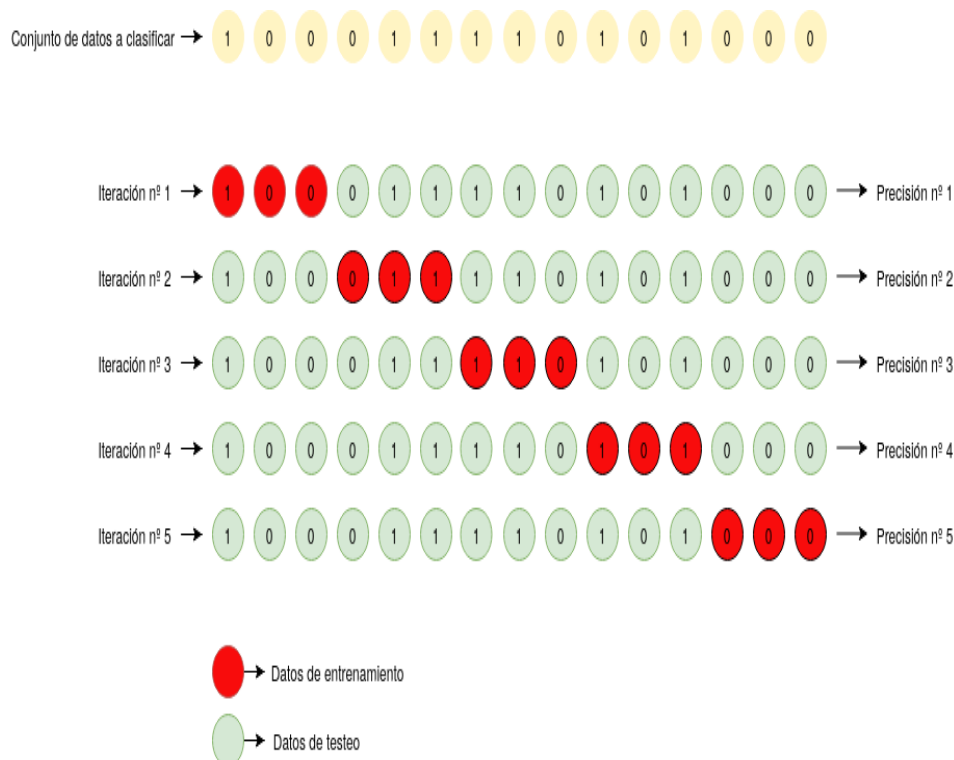 Conjunto de datos a clasificar 1 0 0 0 1 1 1 1 0 1 0 1 0 0 0
Iteración nº 1 1 0 0 0 1 1 1 1 0 1 0 1 0 0 0 Precisión nº 1
Iteración nº 2 1 0 0 0 1 1 1 1 0 1 0 1 0 0 0 Precisión nº 2
Iteración nº 3 1 0 0 0 1 1 1 1 0 1 0 1 0 0 0 Precisión nº 3
Iteración nº 4 1 0 0 0 1 1 1 1 0 1 0 1 0 0 0 Precisión nº 4
Iteración nº 5 1 0 0 0 1 1 1 1 0 1 0 1 0 0 0 Precisión nº 5
Datos de entrenamiento
Datos de testeo